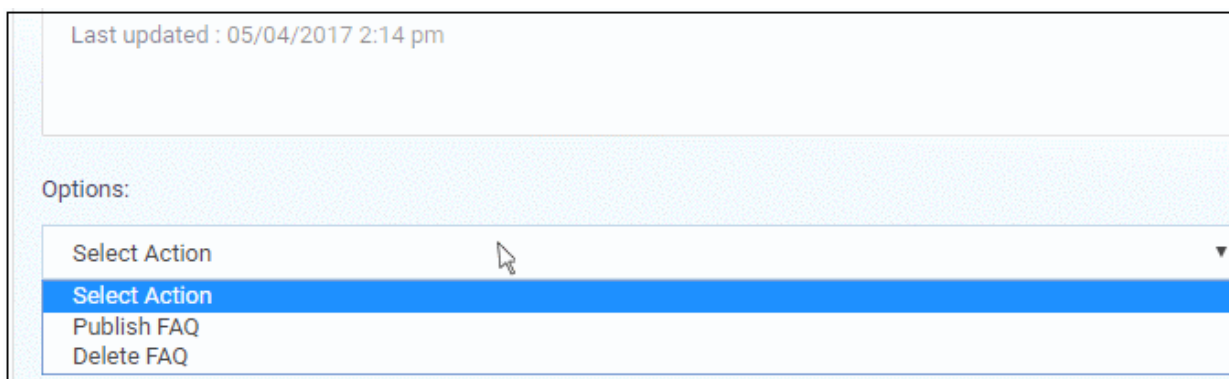 Last updated : 05/04/2017 2:14 pm
Options:
Select Action
Select Action
Publish FAQ
Delete FAQ